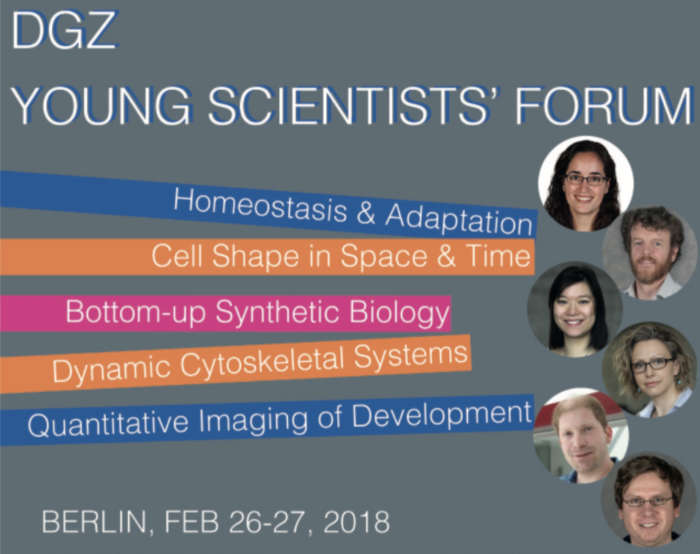 DGZ
YOUNG SCIENTISTS’ FORUM
Homeostasis & Adaptation
Cell Shape in Space & Time
Bottom-up Synthetic Biology
Dynamic Cytoskeletal Systems
Quantitative Imaging of Development
BERLIN, FEB 26-27, 2018